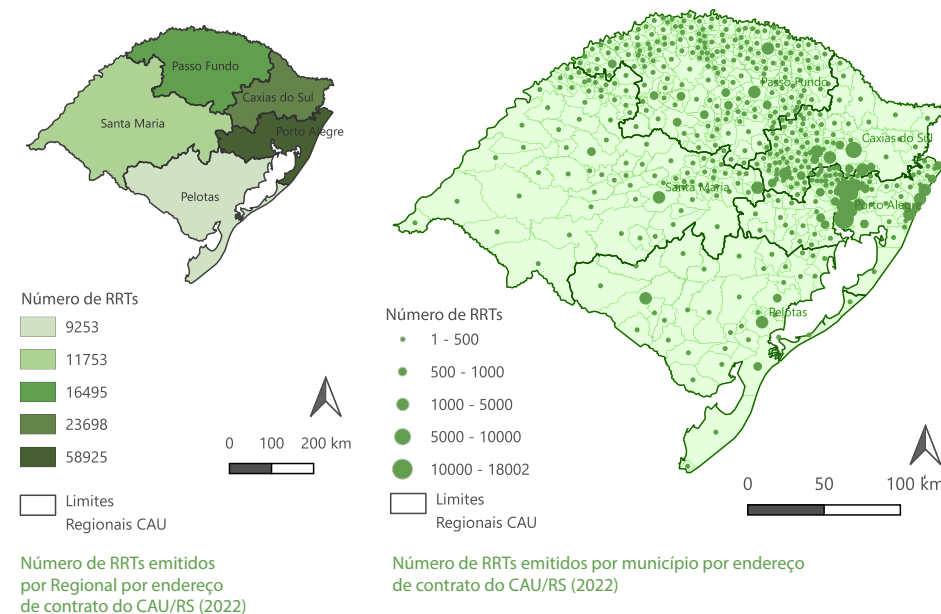 Passo Fundo
Caxias do Sul
Santa Maria
Porto Alegre
Pelotas
Número de RRTs
9253
11753
16495
23698
58925
0 100 200 km
Limites
Regionais CAU
Número de RRTs emitidos
por Regional por endereço
de contrato do CAU/RS (2022)
Passo Fundo
Caxias do Sul
Santa Maria
Porto Alegre
Pelotas
Número de RRTs
1 - 500
500 - 1000
1000 - 5000
5000 - 10000
10000 - 18002
Limites
Regionais CAU
0 50 100 km
Número de RRTs emitidos por município por endereço
de contrato do CAU/RS (2022)